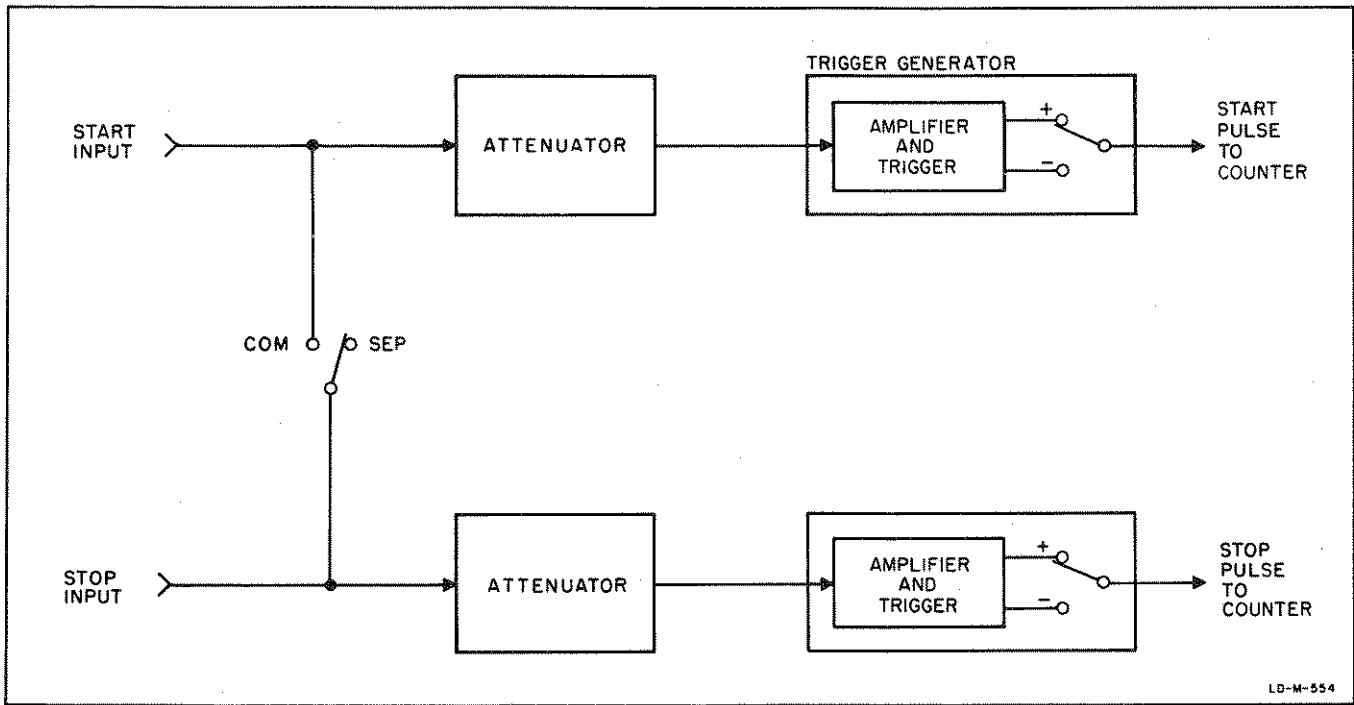 TRIGGER GENERATOR
START
INPUT
ATTENUATOR
AMPLIFIER
AND
TRIGGER
+
−
START
PULSE
TO
COUNTER
COM
SEP
STOP
INPUT
ATTENUATOR
AMPLIFIER
AND
TRIGGER
+
−
STOP
PULSE
TO
COUNTER
LD-M-554